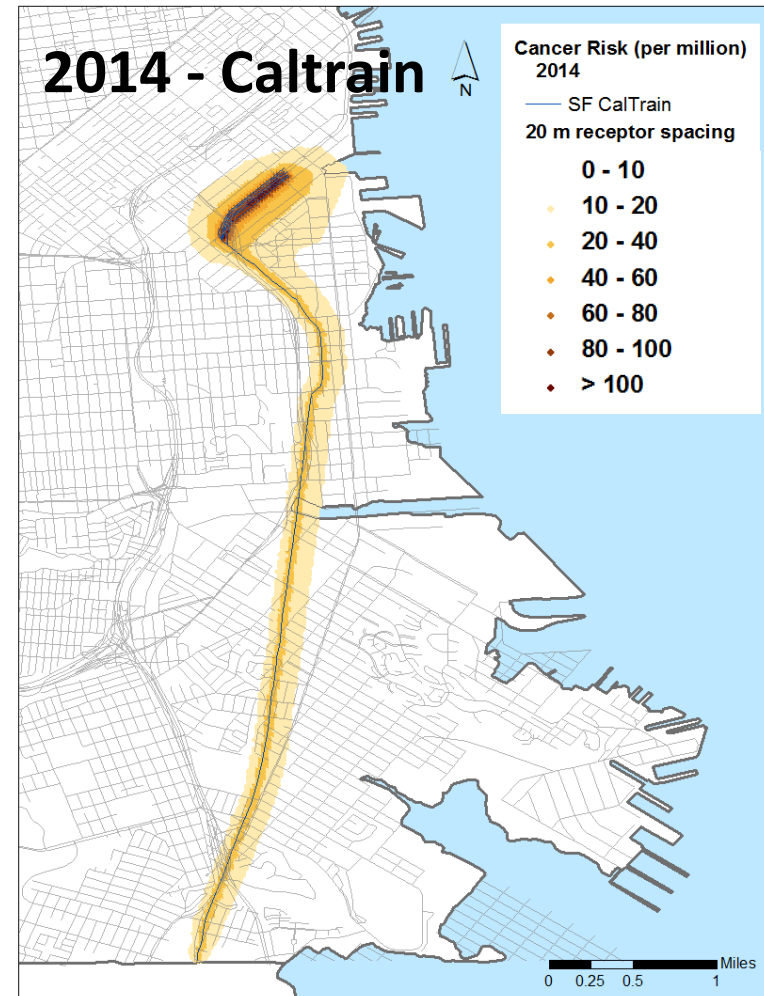 2014 - Caltrain
N
Cancer Risk (per million)
2014
SF CalTrain
20 m receptor spacing
0 - 10
10 - 20
20 - 40
40 - 60
60 - 80
80 - 100
> 100
Miles
0 0.25 0.5 1